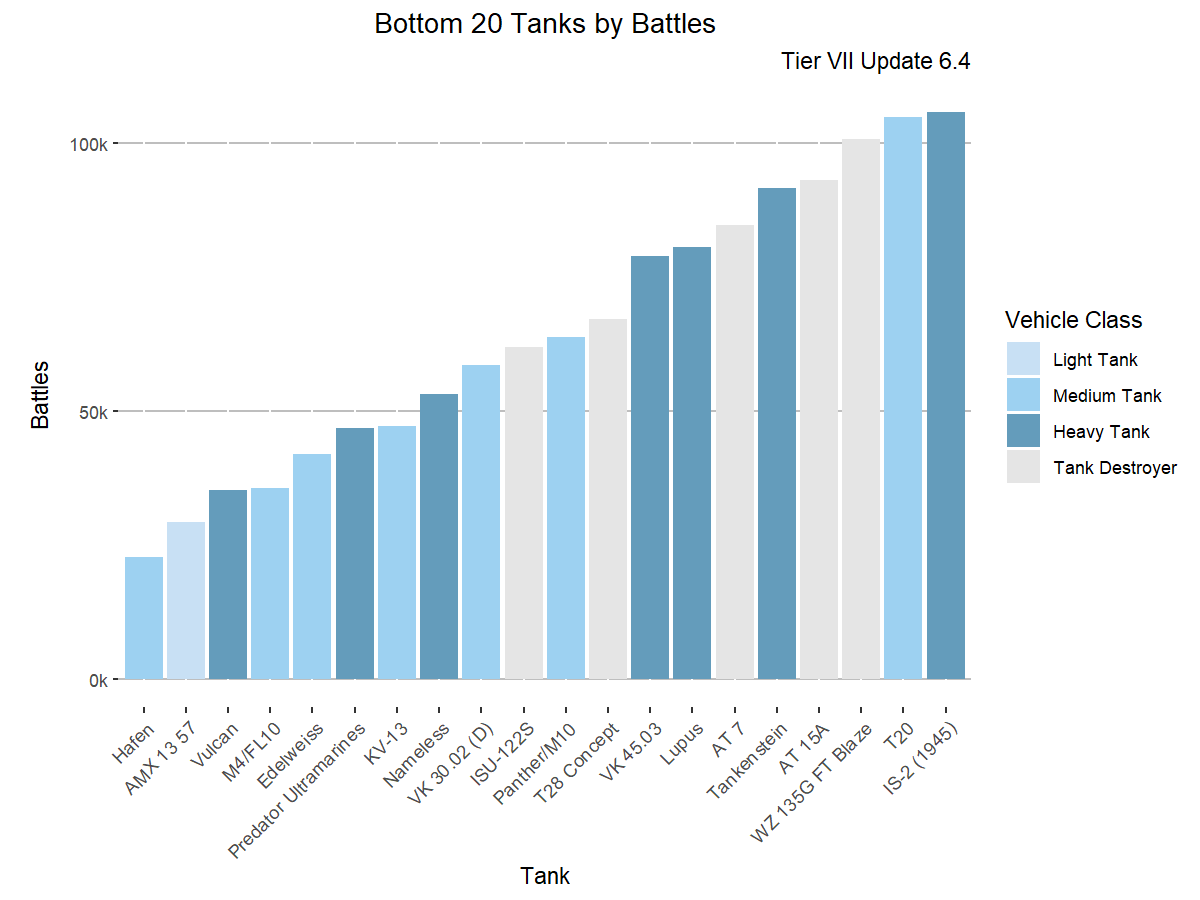 Bottom 20 Tanks by Battles
Tier VII Update 6.4
Battles
100k
50k
0k
Hafen
AMX 13 57
Vulcan
M4/FL10
Edelweiss
Predator Ultramarines
KV-13
Nameless
VK 30.02 (D)
ISU-122S
Panther/M10
T28 Concept
VK 45.03
Lupus
AT 7
Tankenstein
AT 15A
WZ 135G FT Blaze
T20
IS-2 (1945)
Tank
Vehicle Class
Light Tank
Medium Tank
Heavy Tank
Tank Destroyer